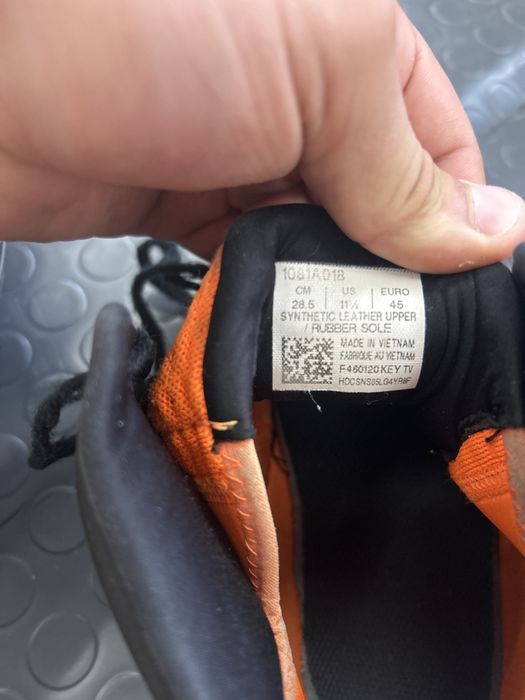 1081A018
CM | US | EURO
28.5 | 11½ | 45
SYNTHETIC LEATHER UPPER
/ RUBBER SOLE
MADE IN VIETNAM
FABRIQUE AU VIETNAM
F460120 KEY TV
HDCSNS05LG4YR8F